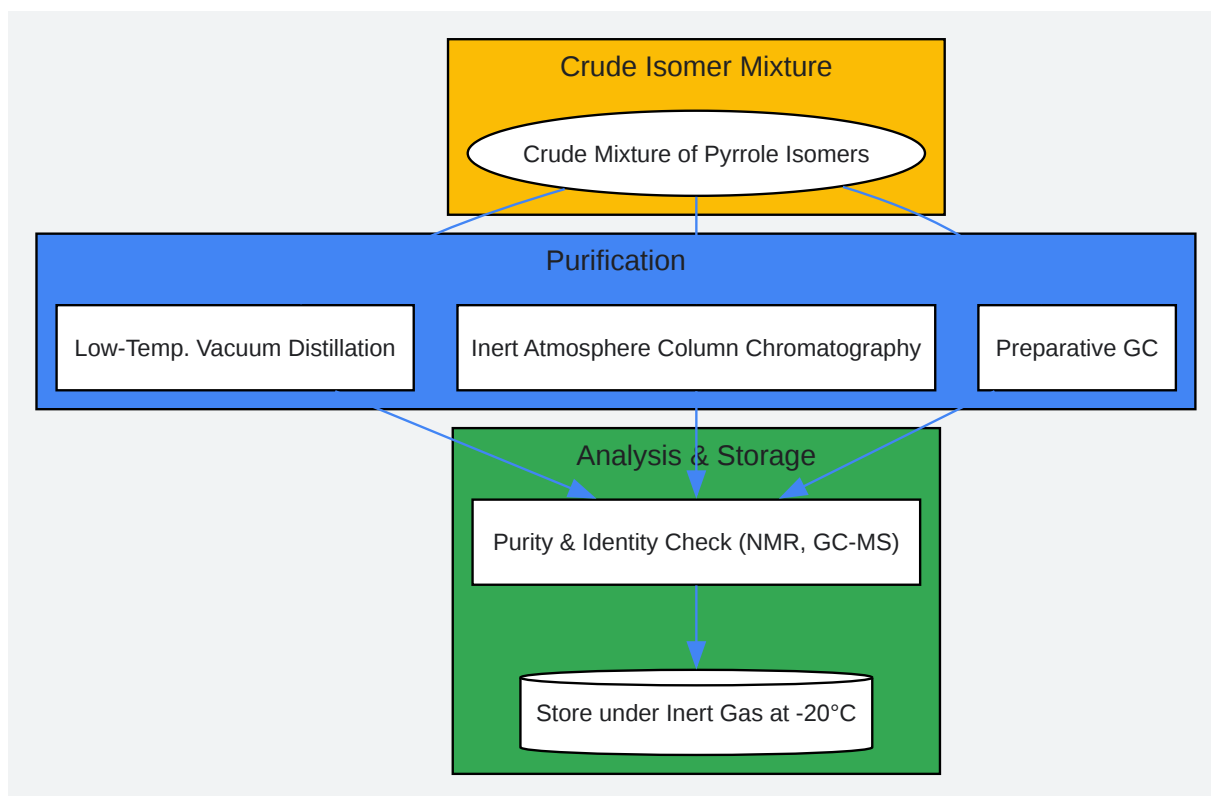 Crude Isomer Mixture
Crude Mixture of Pyrrole Isomers
Purification
Low-Temp. Vacuum Distillation
Inert Atmosphere Column Chromatography
Preparative GC
Analysis & Storage
Purity & Identity Check (NMR, GC-MS)
Store under Inert Gas at -20°C